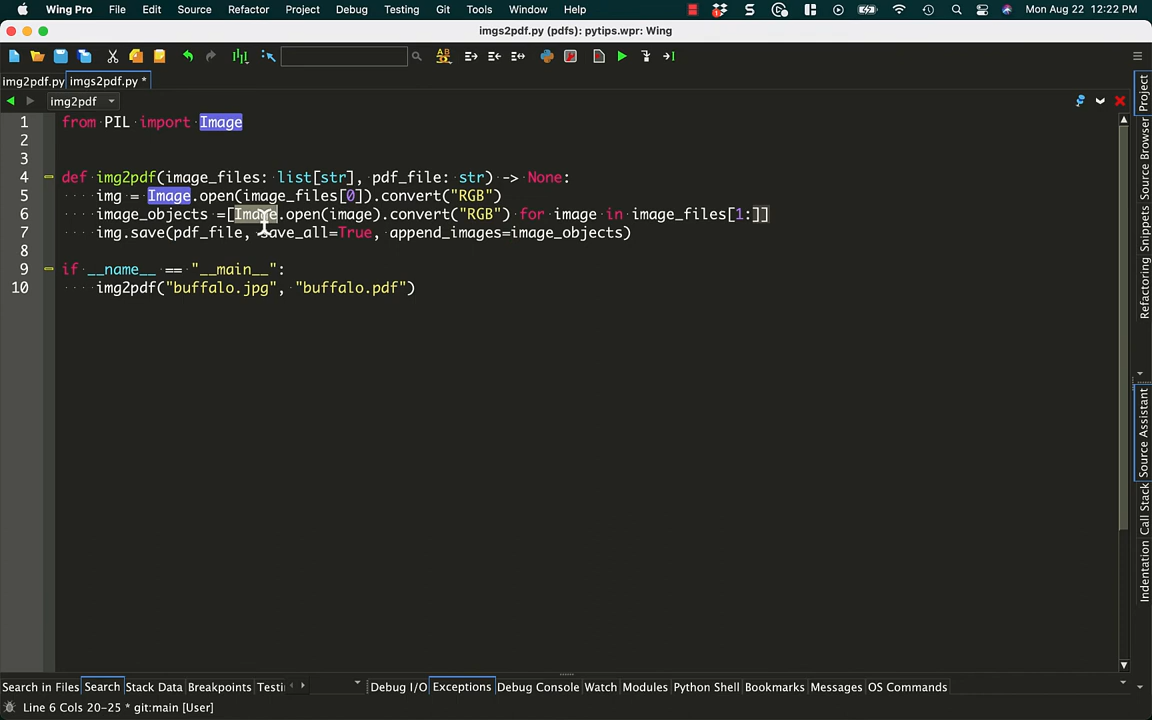 Wing Pro File Edit Source Refactor Project Debug Testing Git Tools Window Help Mon Aug 22 12:22 PM
imgs2pdf.py (pdfs): pytips.wpr: Wing
img2pdf.py imgs2pdf.py *
img2pdf
1 from PIL import Image
2
3
4 def img2pdf(image_files: list[str], pdf_file: str) -> None:
5 img = Image.open(image_files[0]).convert("RGB")
6 image_objects =[Image.open(image).convert("RGB") for image in image_files[1:]]
7 img.save(pdf_file, save_all=True, append_images=image_objects)
8
9 if __name__ == "__main__":
10 img2pdf("buffalo.jpg", "buffalo.pdf")
Project
Source Browser
Snippets
Refactoring
Source Assistant
Call Stack
Indentation
Search in Files Search Stack Data Breakpoints Testi Debug I/O Exceptions Debug Console Watch Modules Python Shell Bookmarks Messages OS Commands
Line 6 Cols 20-25 * git:main [User]